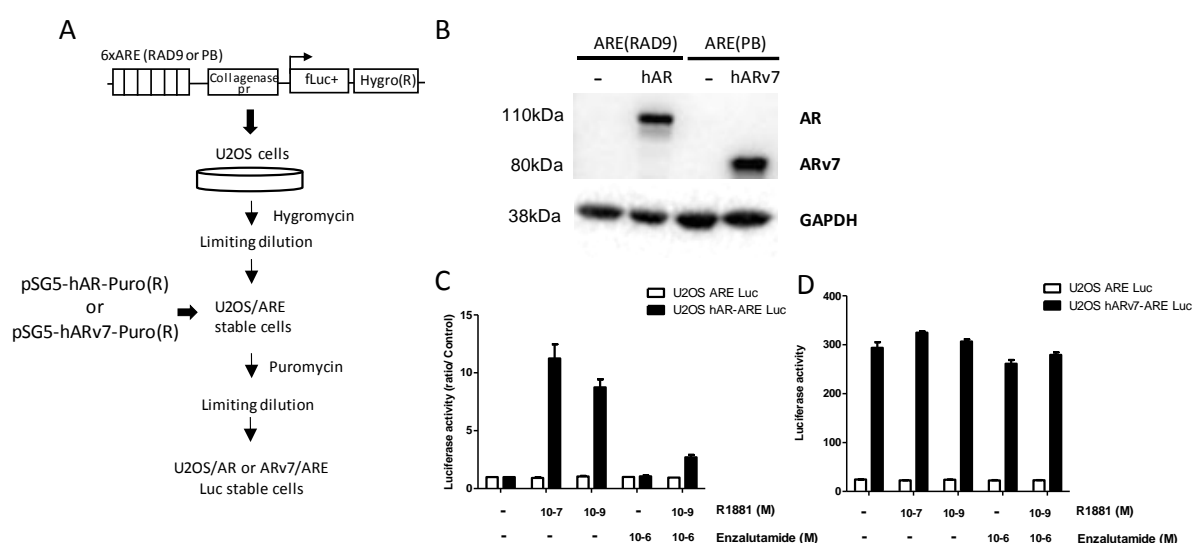 A
6xARE (RAD9 or PB)
Collagenase
pr
fLuc+
Hygro(R)
U2OS cells
Hygromycin
Limiting dilution
pSG5-hAR-Puro(R)
or
pSG5-hARv7-Puro(R)
U2OS/ARE
stable cells
Puromycin
Limiting dilution
U2OS/AR or ARv7/ARE
Luc stable cells
B
ARE(RAD9) ARE(PB)
- hAR - hARv7
110kDa AR
80kDa ARv7
38kDa GAPDH
C
U2OS ARE Luc
U2OS hAR-ARE Luc
Luciferase activity (ratio/ Control)
15
10
5
0
- 10-7 10-9 - 10-9 R1881 (M)
- - - 10-6 10-6 Enzalutamide (M)
D
U2OS ARE Luc
U2OS hARv7-ARE Luc
Luciferase activity
400
300
200
100
0
- 10-7 10-9 - 10-9 R1881 (M)
- - - 10-6 10-6 Enzalutamide (M)